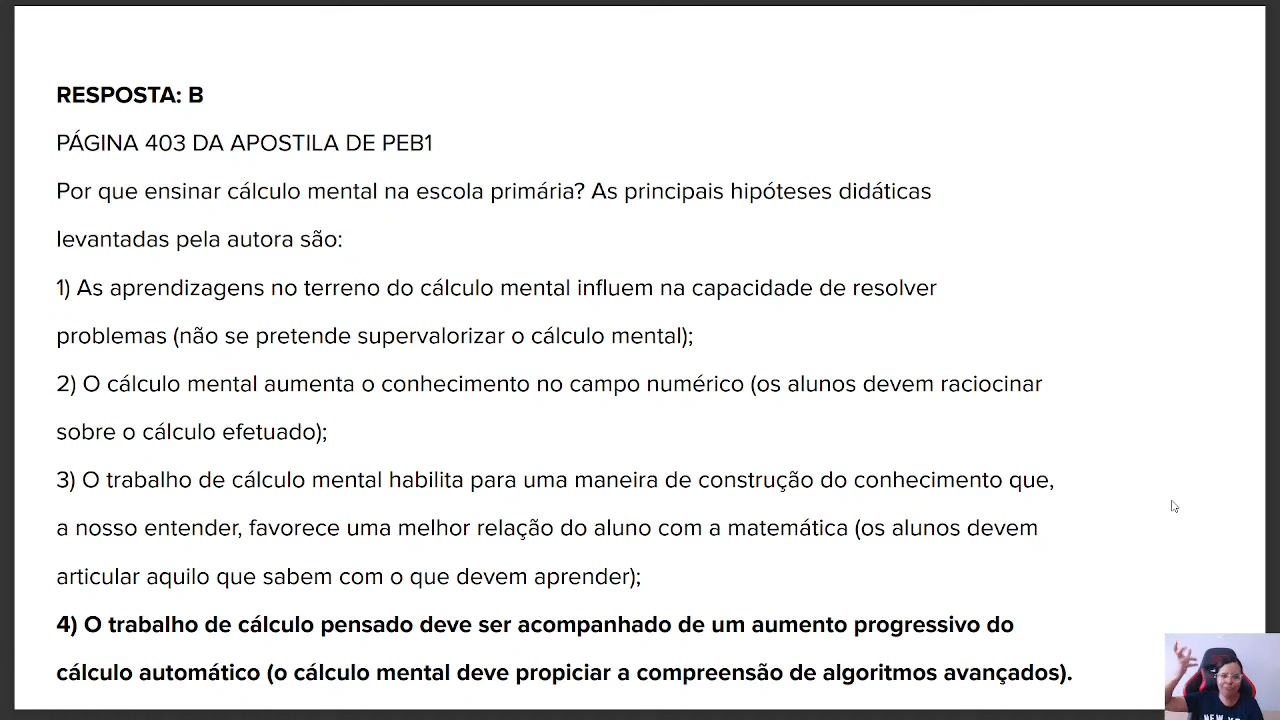 RESPOSTA: B
PÁGINA 403 DA APOSTILA DE PEB1
Por que ensinar cálculo mental na escola primária? As principais hipóteses didáticas
levantadas pela autora são:
1) As aprendizagens no terreno do cálculo mental influem na capacidade de resolver
problemas (não se pretende supervalorizar o cálculo mental);
2) O cálculo mental aumenta o conhecimento no campo numérico (os alunos devem raciocinar
sobre o cálculo efetuado);
3) O trabalho de cálculo mental habilita para uma maneira de construção do conhecimento que,
a nosso entender, favorece uma melhor relação do aluno com a matemática (os alunos devem
articular aquilo que sabem com o que devem aprender);
4) O trabalho de cálculo pensado deve ser acompanhado de um aumento progressivo do
cálculo automático (o cálculo mental deve propiciar a compreensão de algoritmos avançados).